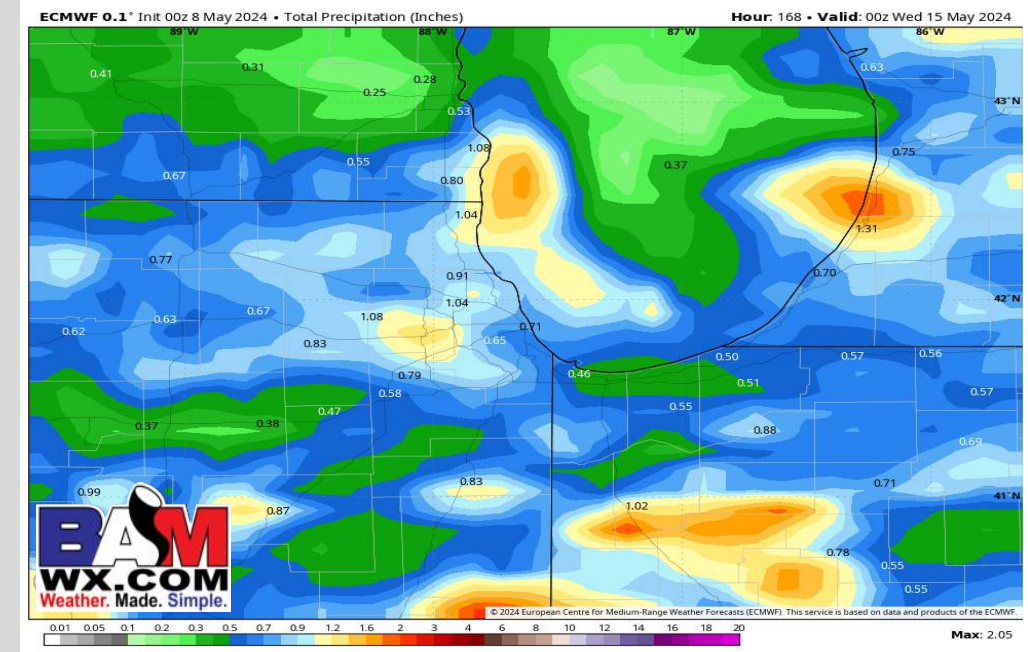 ECMWF 0.1° Init 00z 8 May 2024 • Total Precipitation (Inches)
Hour: 168 • Valid: 00z Wed 15 May 2024
89°W 88°W 87°W 86°W
0.41 0.31 0.28 0.63
0.25
43°N
0.53
1.08 0.75
0.55 0.37
0.67 0.80
1.04
1.31
0.77
0.91 0.70
1.04 42°N
0.63 0.67 1.08
0.62 0.71
0.83 0.65
0.50 0.57 0.56
0.79 0.46
0.51
0.58 0.57
0.47 0.55
0.37 0.38 0.88
0.69
0.83 0.71
0.99 41°N
0.87 1.02
BAM
0.78
0.55
WX.COM
0.55
Weather. Made. Simple.
© 2024 European Centre for Medium-Range Weather Forecasts (ECMWF). This service is based on data and products of the ECMWF.
0.01 0.05 0.1 0.2 0.3 0.5 0.7 0.9 1.2 1.6 2 3 4 6 8 10 12 14 16 18 20
Max: 2.05